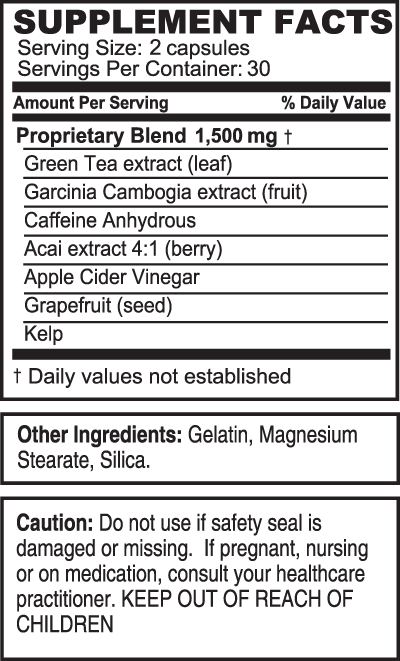 SUPPLEMENT FACTS
Serving Size: 2 capsules
Servings Per Container: 30
Amount Per Serving % Daily Value
Proprietary Blend 1,500 mg †
Green Tea extract (leaf)
Garcinia Cambogia extract (fruit)
Caffeine Anhydrous
Acai extract 4:1 (berry)
Apple Cider Vinegar
Grapefruit (seed)
Kelp
† Daily values not established
Other Ingredients: Gelatin, Magnesium
Stearate, Silica.
Caution: Do not use if safety seal is
damaged or missing.  If pregnant, nursing
or on medication, consult your healthcare
practitioner. KEEP OUT OF REACH OF
CHILDREN